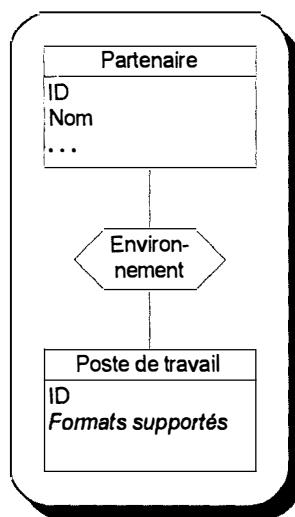 Partenaire
ID
Nom
...
Environ-
nement
Poste de travail
ID
Formats supportés